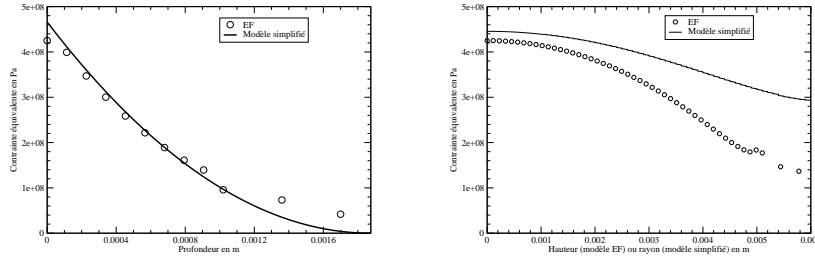 5e+08
4e+08
3e+08
2e+08
1e+08
0
Contrainte équivalente en Pa
EF
Modèle simplifié
0
0.0004
0.0008
0.0012
0.0016
Profondeur en m
5e+08
4e+08
3e+08
2e+08
1e+08
0
Contrainte équivalente en Pa
EF
Modèle simplifié
0
0.001
0.002
0.003
0.004
0.005
0.006
Hauteur (modèle EF) ou rayon (modèle simplifié) en m